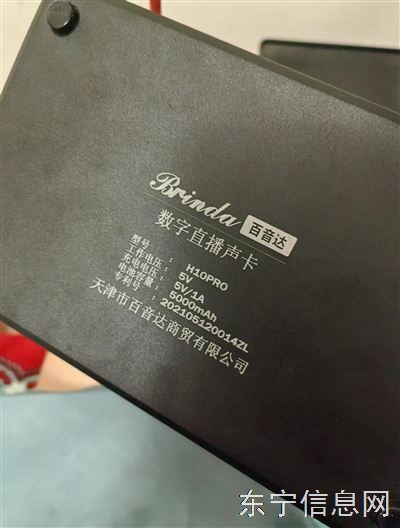 Brinda 百音达
数字直播声卡
型号: H10PRO
工作电压: 5V
充电电压: 5V/1A
电池容量: 5000mAh
专利号: 202105120014ZL
天津市百音达商贸有限公司
东宁信息网